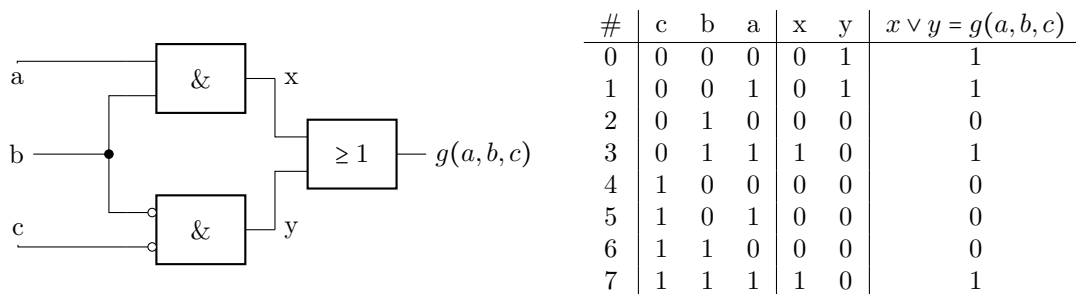 a
&
x
b
≥ 1
g(a, b, c)
c
&
y
# c b a x y x ∨ y = g(a, b, c)
0 0 0 0 0 1 1
1 0 0 1 0 1 1
2 0 1 0 0 0 0
3 0 1 1 1 0 1
4 1 0 0 0 0 0
5 1 0 1 0 0 0
6 1 1 0 0 0 0
7 1 1 1 1 0 1